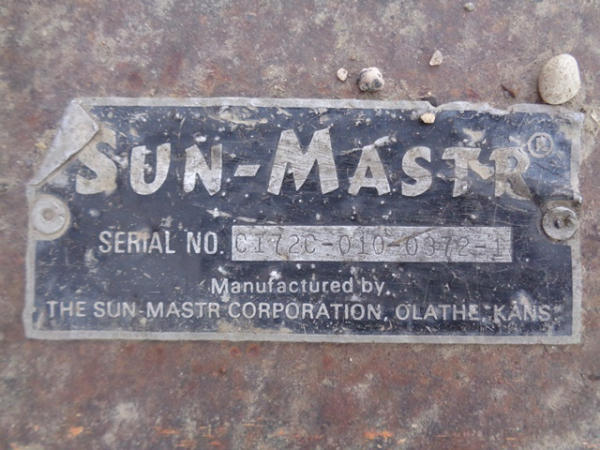 SUN-MASTR®
SERIAL NO. C172C-010-0372-1
Manufactured by
THE SUN-MASTR CORPORATION, OLATHE, KANS.